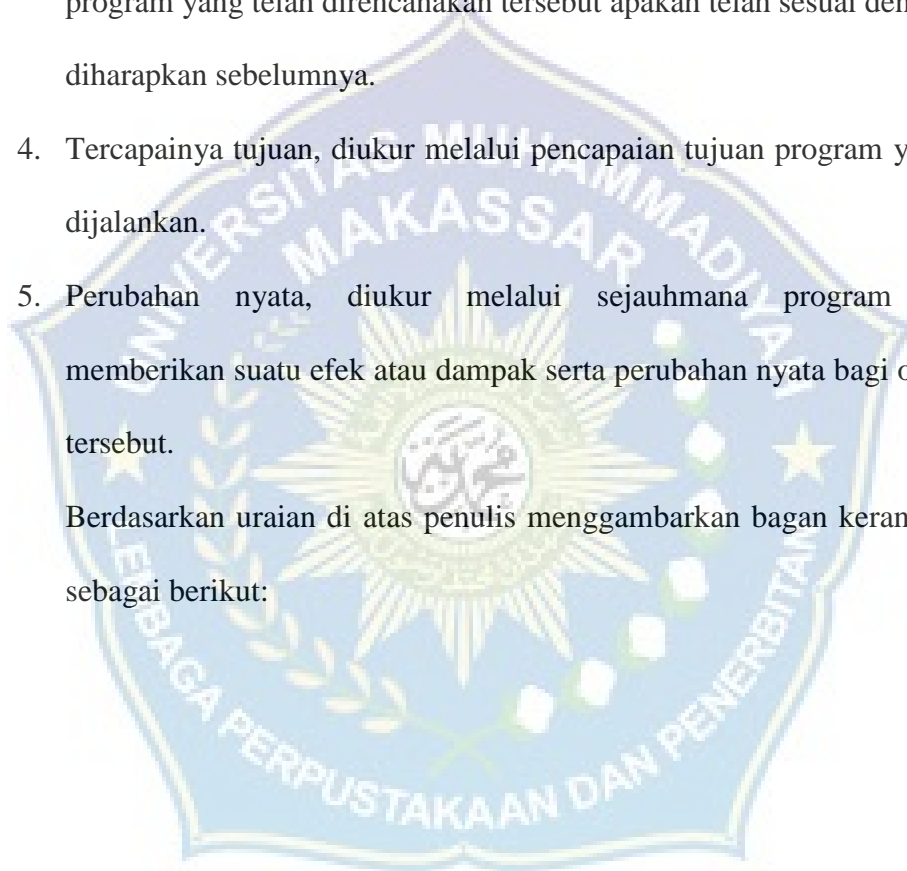 program yang telah direncanakan tersebut apakah telah sesuai den
diharapkan sebelumnya.
4. Tercapainya tujuan, diukur melalui pencapaian tujuan program y
dijalankan.
5. Perubahan nyata, diukur melalui sejauhmana program
memberikan suatu efek atau dampak serta perubahan nyata bagi o
tersebut.
Berdasarkan uraian di atas penulis menggambarkan bagan keran
sebagai berikut:
UNIVERSITAS MUHAMMADIYAH
MAKASSAR
LEMBAGA PERPUSTAKAAN DAN PENERBITAN